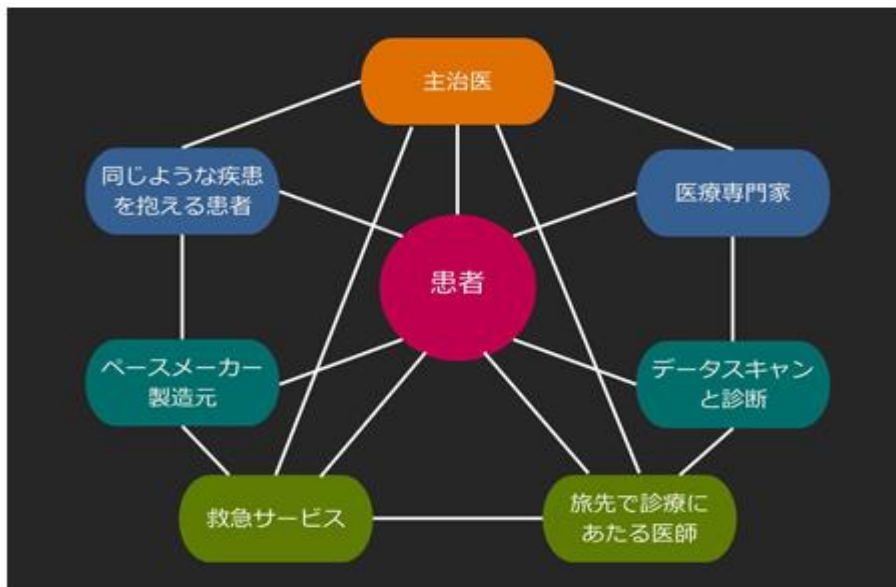 主治医
同じような疾患
を抱える患者
医療専門家
患者
ペースメーカー
製造元
データスキャン
と診断
救急サービス
旅先で診療に
あたる医師